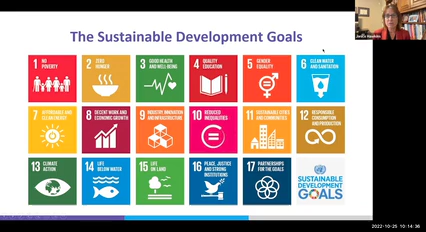 The Sustainable Development Goals
1 NO POVERTY
2 ZERO HUNGER
3 GOOD HEALTH AND WELL-BEING
4 QUALITY EDUCATION
5 GENDER EQUALITY
6 CLEAN WATER AND SANITATION
7 AFFORDABLE AND CLEAN ENERGY
8 DECENT WORK AND ECONOMIC GROWTH
9 INDUSTRY, INNOVATION AND INFRASTRUCTURE
10 REDUCED INEQUALITIES
11 SUSTAINABLE CITIES AND COMMUNITIES
12 RESPONSIBLE CONSUMPTION AND PRODUCTION
13 CLIMATE ACTION
14 LIFE BELOW WATER
15 LIFE ON LAND
16 PEACE, JUSTICE AND STRONG INSTITUTIONS
17 PARTNERSHIPS FOR THE GOALS
SUSTAINABLE
DEVELOPMENT
GOALS
2022-10-25 10:14:36